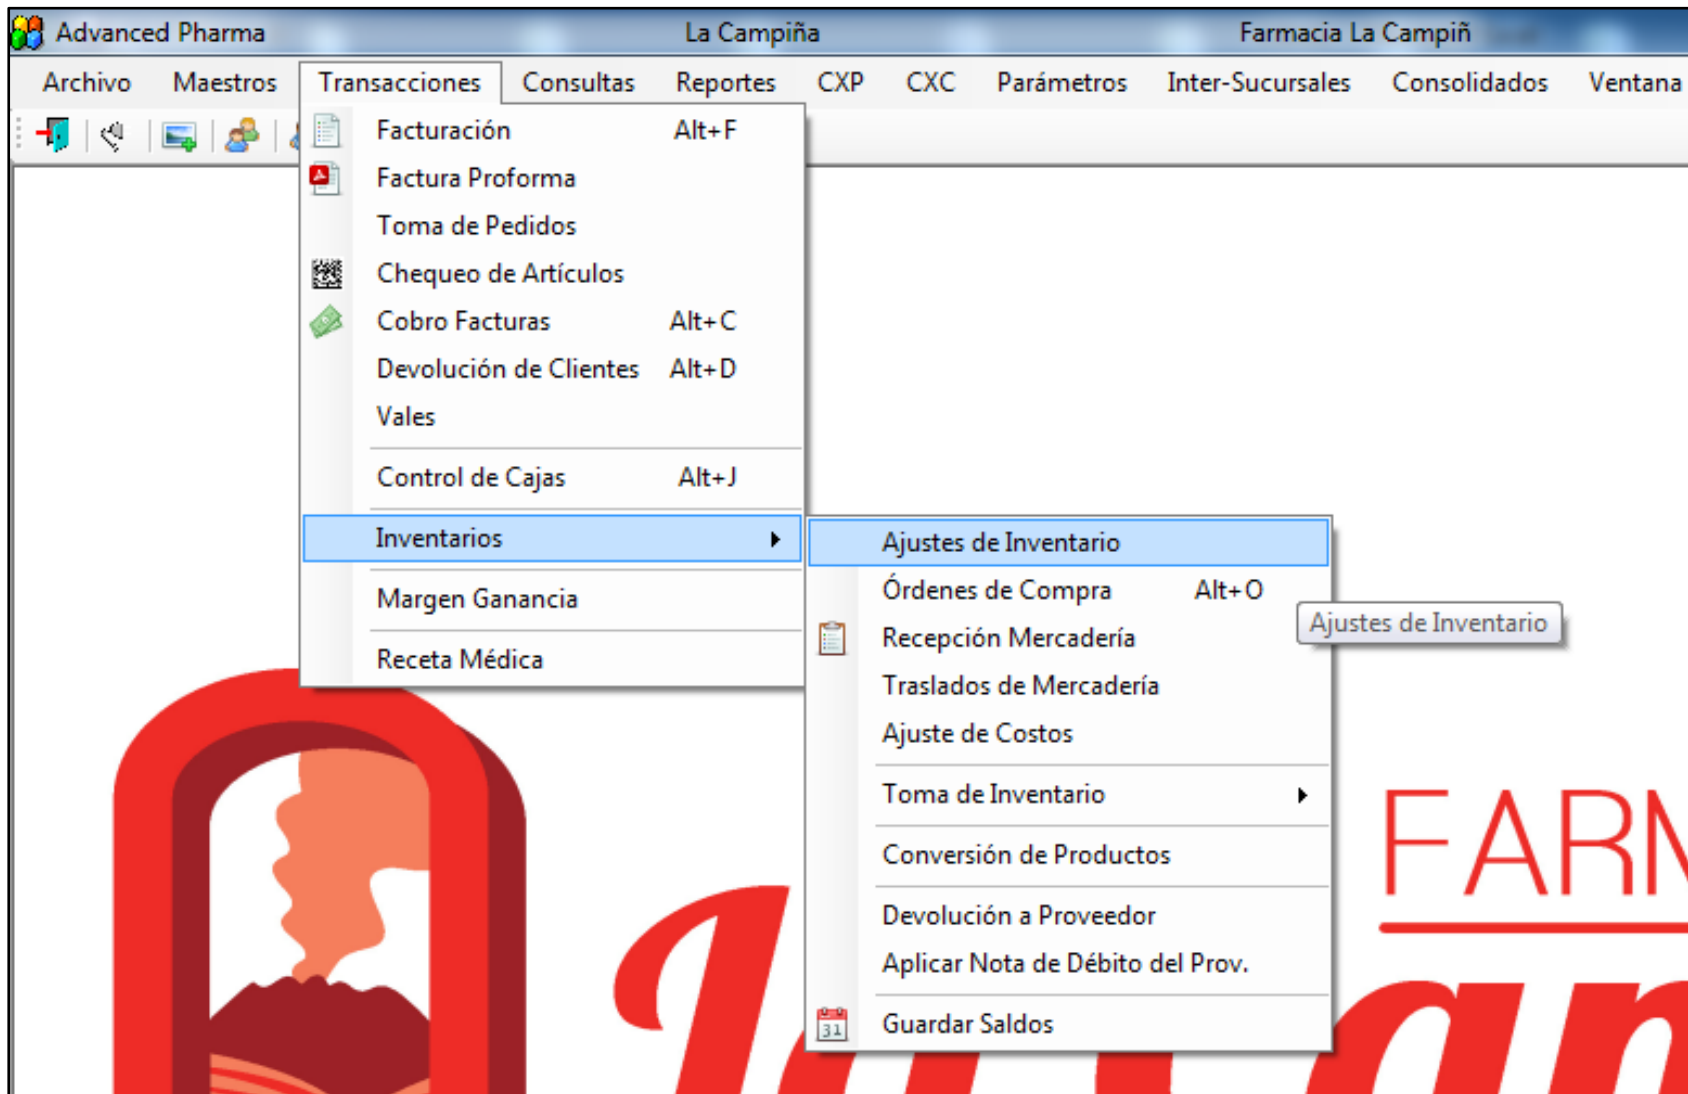 Advanced Pharma La Campiña Farmacia La Campiñ
Archivo Maestros Transacciones Consultas Reportes CXP CXC Parámetros Inter-Sucursales Consolidados Ventana
Facturación Alt+F
Factura Proforma
Toma de Pedidos
Chequeo de Artículos
Cobro Facturas Alt+C
Devolución de Clientes Alt+D
Vales
Control de Cajas Alt+J
Inventarios
Margen Ganancia
Receta Médica
Ajustes de Inventario
Órdenes de Compra Alt+O
Ajustes de Inventario
Recepción Mercadería
Traslados de Mercadería
Ajuste de Costos
Toma de Inventario
Conversión de Productos
Devolución a Proveedor
Aplicar Nota de Débito del Prov.
31
Guardar Saldos
FARM